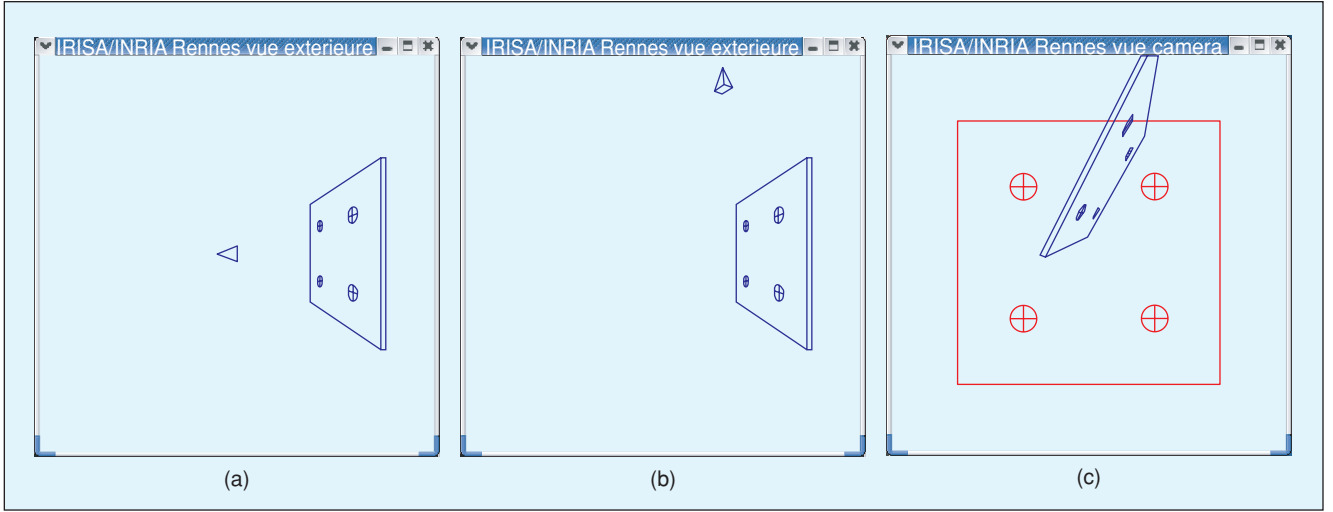 IRISA/INRIA Rennes vue exterieure
IRISA/INRIA Rennes vue exterieure
IRISA/INRIA Rennes vue camera
(a)
(b)
(c)